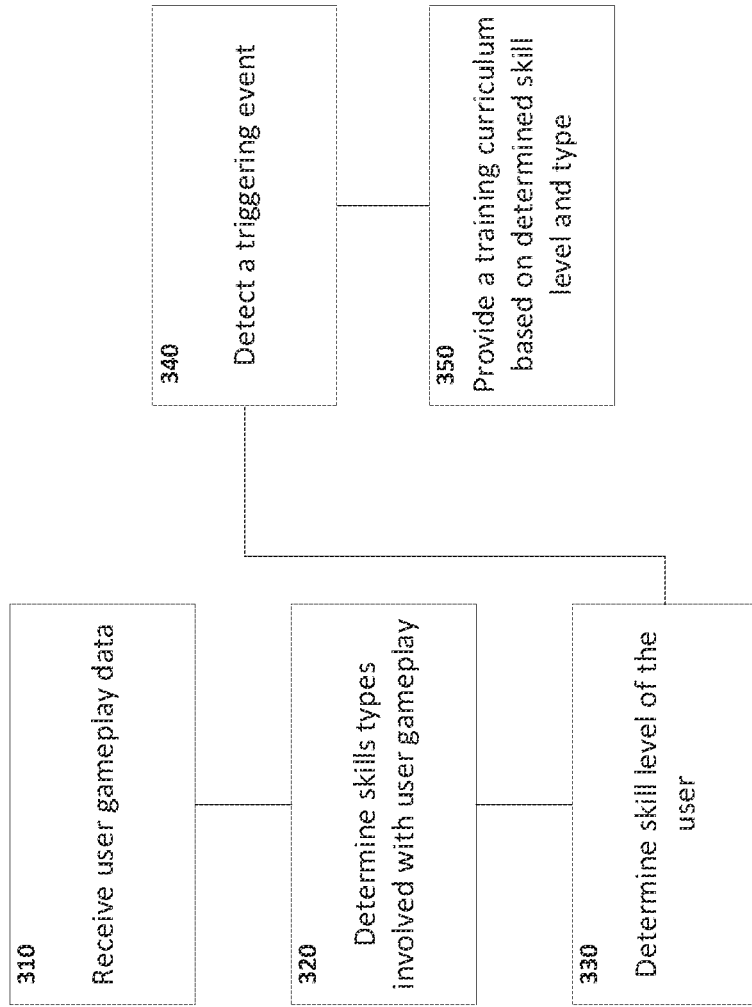 310
Receive user gameplay data
320
Determine skills types
involved with user gameplay
330
Determine skill level of the
user
340
Detect a triggering event
350
Provide a training curriculum
based on determined skill
level and type